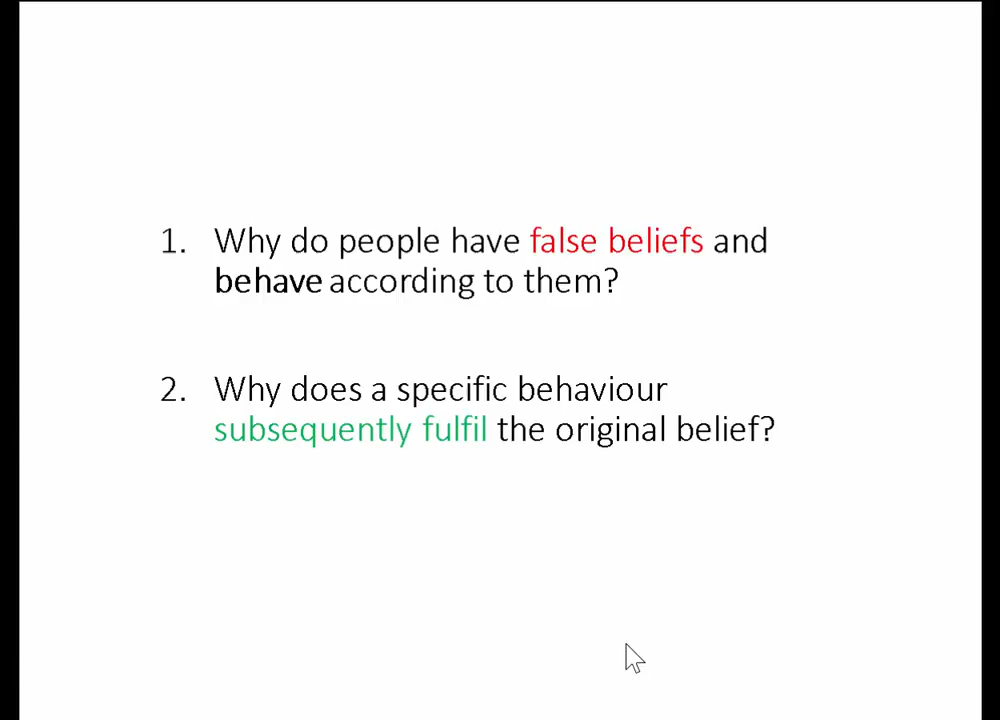 1. Why do people have false beliefs and
behave according to them?
2. Why does a specific behaviour
subsequently fulfil the original belief?